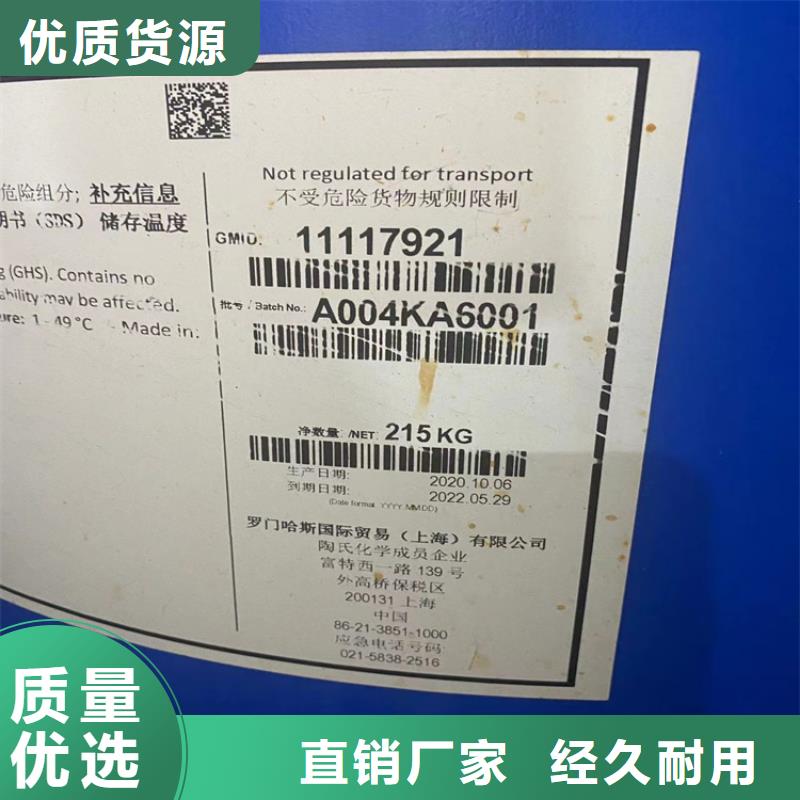 优质货源
Not regulated for transport
不受危险货物规则限制
危险组分; 补充信息
明书 (SDS) 储存温度
GMID: 11117921
(GHS). Contains no
批号 / Batch No.: A004KA6001
ability may be affected.
ure: 1 - 49°C - Made in:
净数量: /NET: 215 KG
生产日期: 2020.10.06
到期日期: 2022.05.29
(Date format YYYY.MM.DD)
罗门哈斯国际贸易（上海）有限公司
陶氏化学成员企业
富特西一路 139 号
外高桥保税区
200131 上海
中国
86-21-3851-1000
应急电话号码:
021-5838-2516
质量
优选
直销厂家 经久耐用